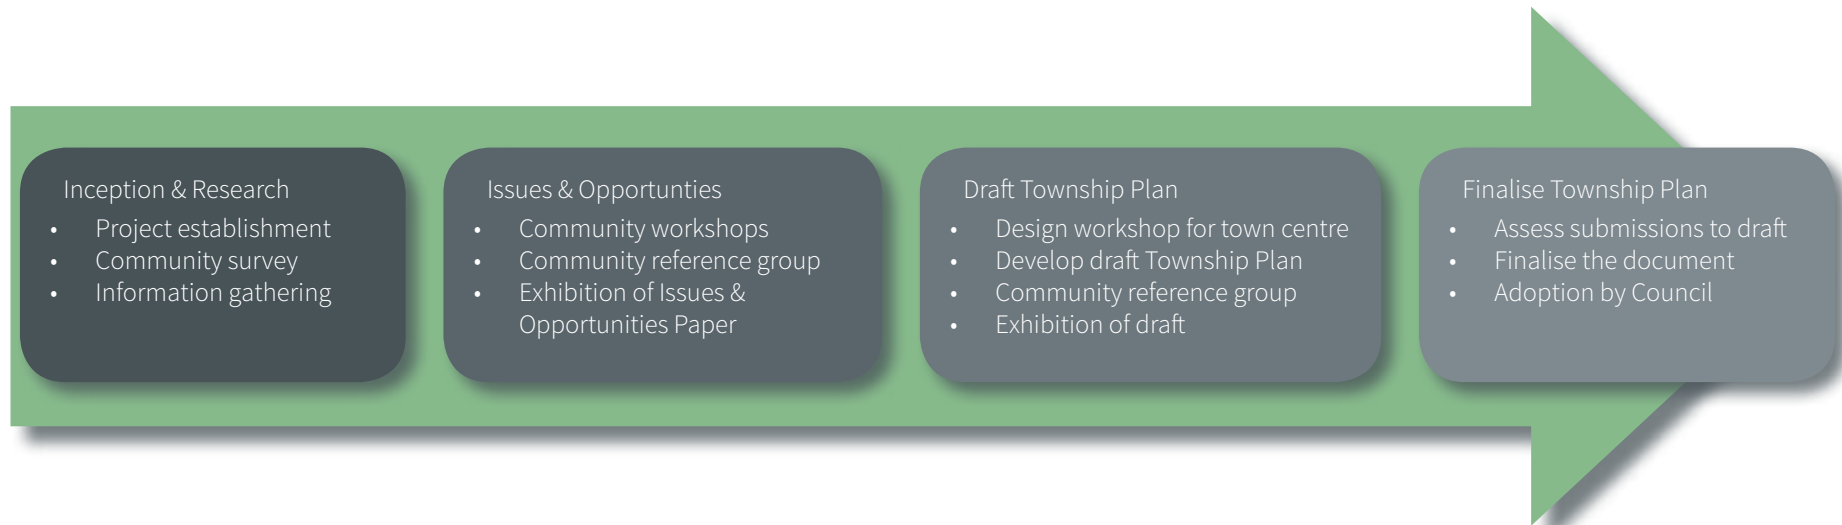 Inception & Research
• Project establishment
• Community survey
• Information gathering
Issues & Opportunties
• Community workshops
• Community reference group
• Exhibition of Issues &
Opportunities Paper
Draft Township Plan
• Design workshop for town centre
• Develop draft Township Plan
• Community reference group
• Exhibition of draft
Finalise Township Plan
• Assess submissions to draft
• Finalise the document
• Adoption by Council